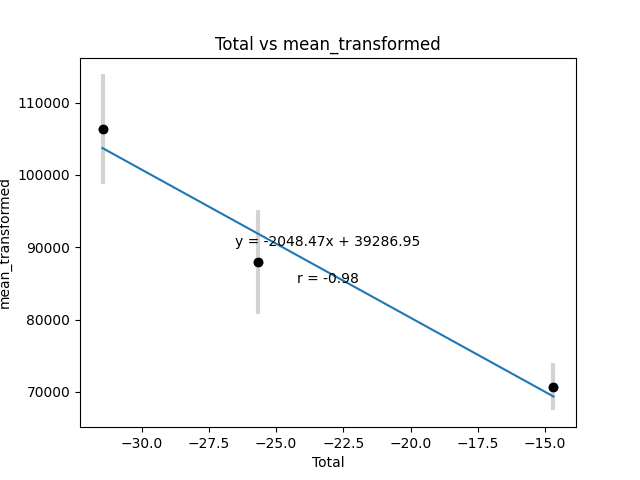 Total vs mean_transformed
110000
100000
90000
80000
70000
mean_transformed
y = -2048.47x + 39286.95
r = -0.98
−30.0 −27.5 −25.0 −22.5 −20.0 −17.5 −15.0
Total